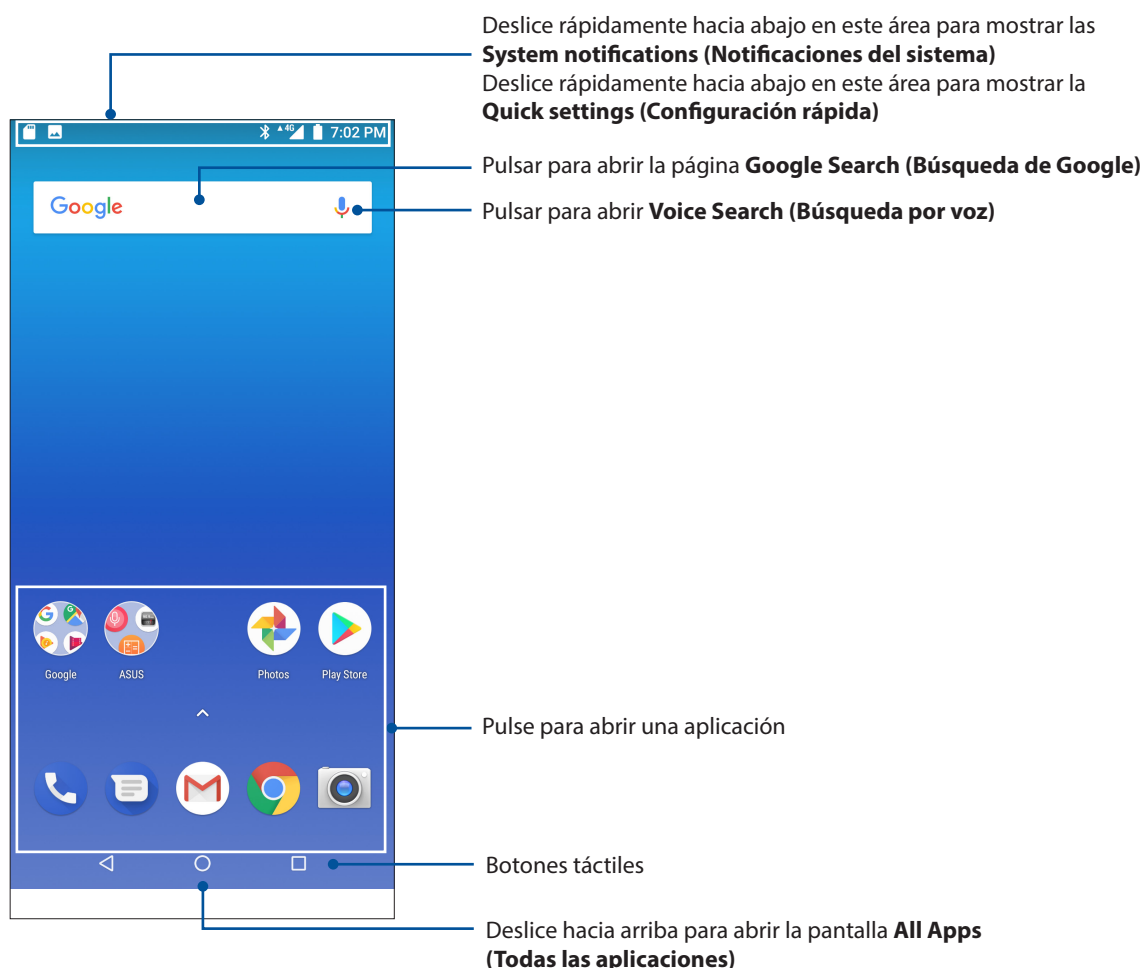 Deslice rápidamente hacia abajo en este área para mostrar las
System notifications (Notificaciones del sistema)
Deslice rápidamente hacia abajo en este área para mostrar la
Quick settings (Configuración rápida)
4G 7:02 PM
Pulsar para abrir la página Google Search (Búsqueda de Google)
Google
Pulsar para abrir Voice Search (Búsqueda por voz)
Google ASUS Photos Play Store
Pulse para abrir una aplicación
Botones táctiles
Deslice hacia arriba para abrir la pantalla All Apps
(Todas las aplicaciones)